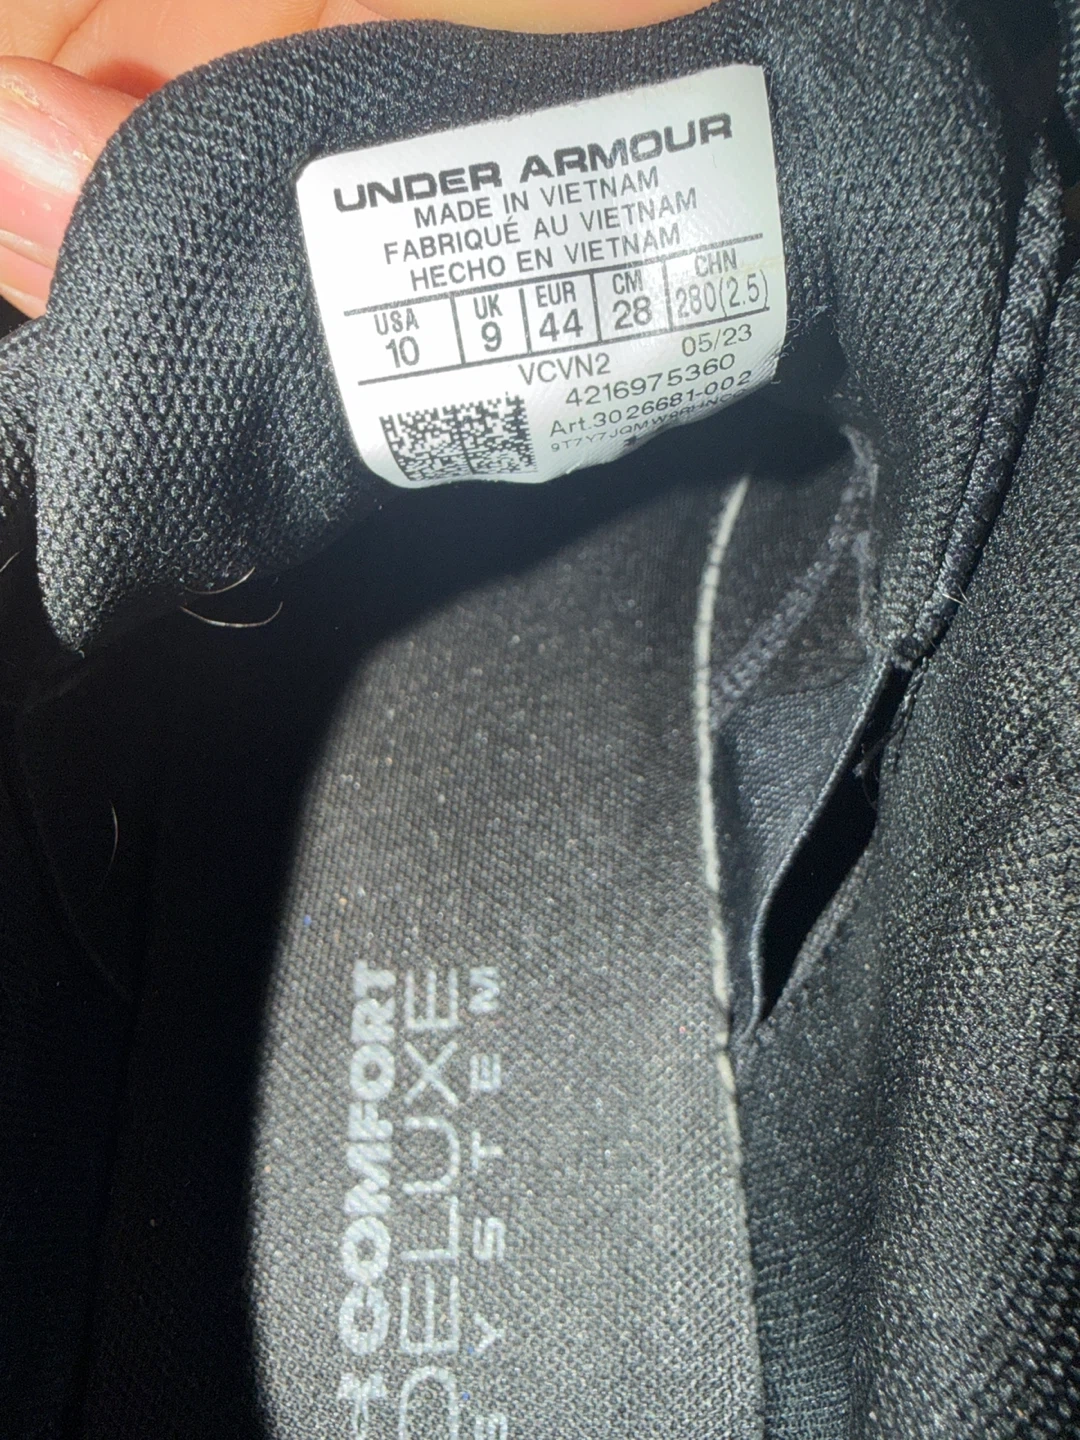 UNDER ARMOUR
MADE IN VIETNAM
FABRIQUÉ AU VIETNAM
HECHO EN VIETNAM
USA UK EUR CM CHN
10 9 44 28 280(2.5)
VCVN2 05/23
4216975360
Art.3026681-002
COMFORT
DELUXE
SYSTEM